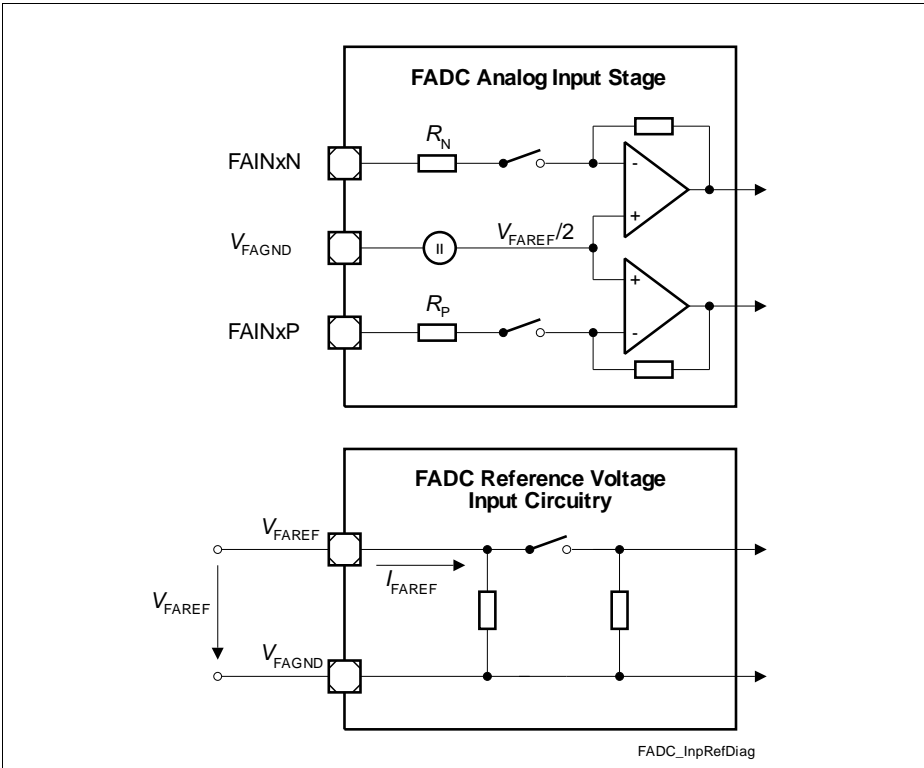 FADC Analog Input Stage
R_N
FAINxN
-
+
V_FAGND
=
V_FAREF/2
+
R_P
FAINxP
-
FADC Reference Voltage
Input Circuitry
V_FAREF
I_FAREF
V_FAREF
V_FAGND
FADC_InpRefDiag